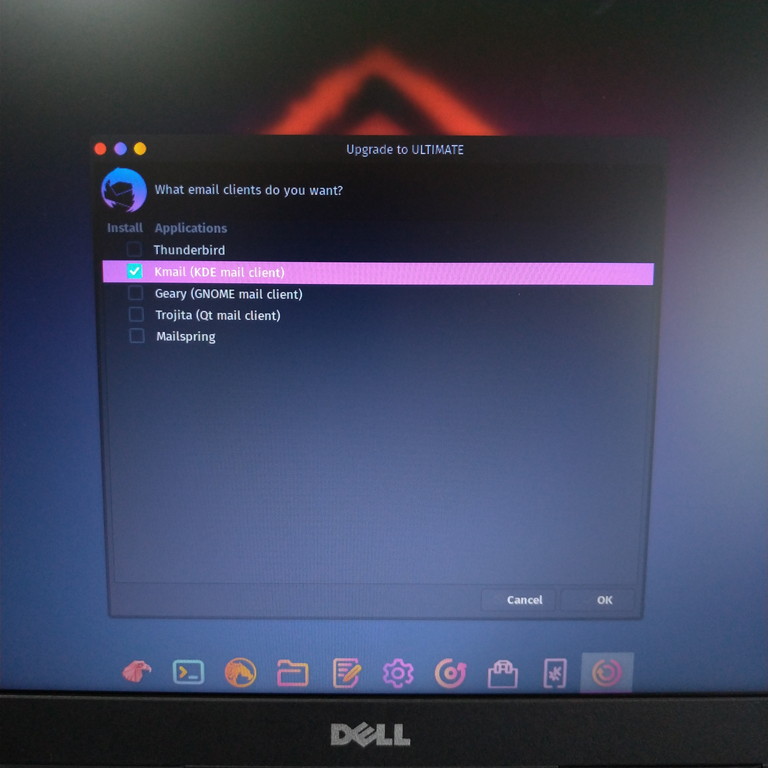 Upgrade to ULTIMATE
What email clients do you want?
Install Applications
Thunderbird
Kmail (KDE mail client)
Geary (GNOME mail client)
Trojita (Qt mail client)
Mailspring
Cancel OK
DELL